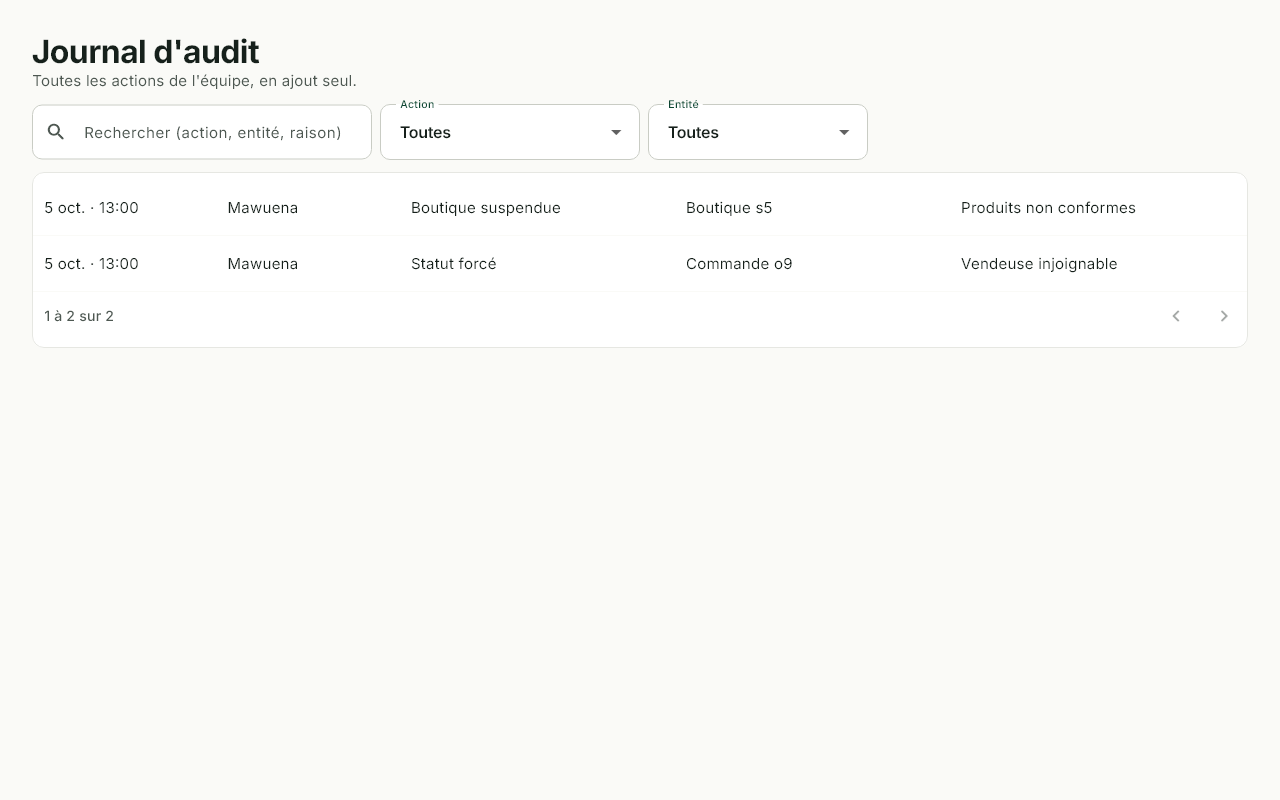 Journal d'audit
Toutes les actions de l'équipe, en ajout seul.
Rechercher (action, entité, raison)
Action
Toutes
Entité
Toutes
5 oct. · 13:00 Mawuena Boutique suspendue Boutique s5 Produits non conformes
5 oct. · 13:00 Mawuena Statut forcé Commande o9 Vendeuse injoignable
1 à 2 sur 2